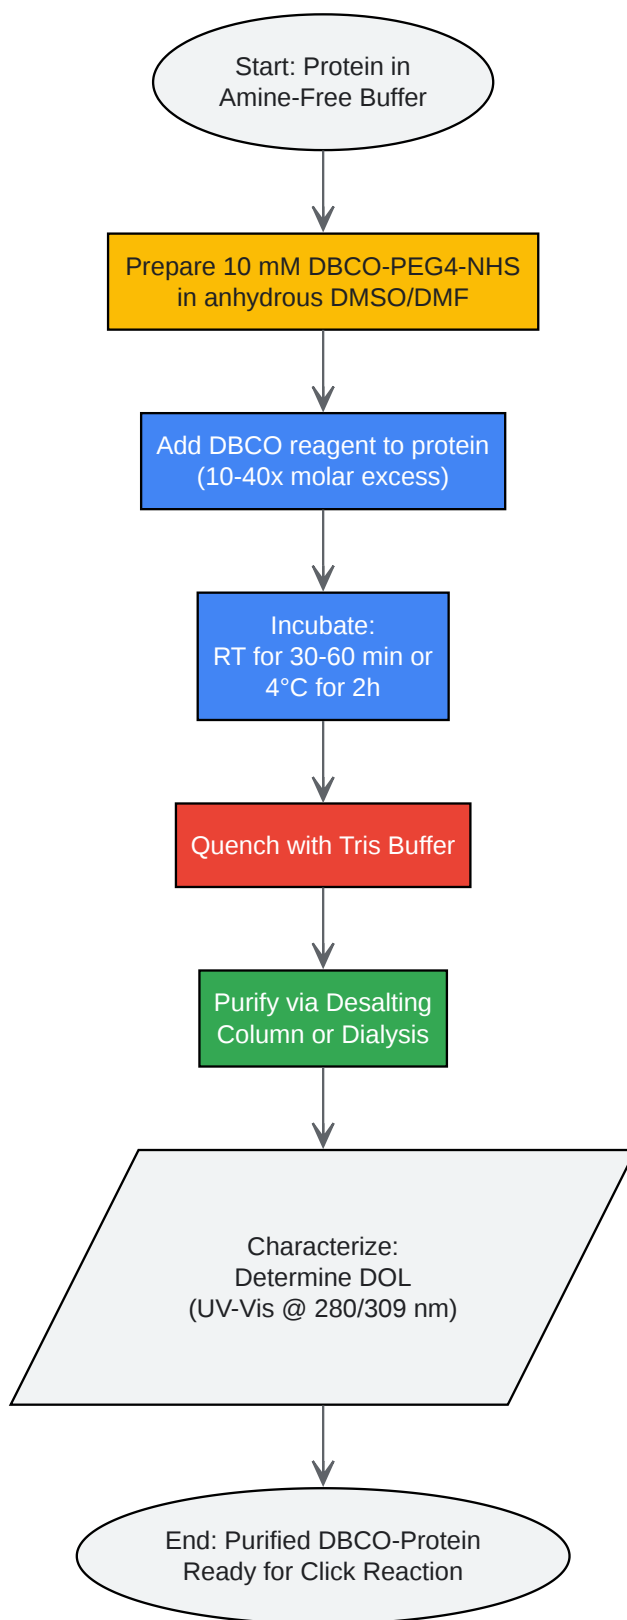 Start: Protein in
Amine-Free Buffer
Prepare 10 mM DBCO-PEG4-NHS
in anhydrous DMSO/DMF
Add DBCO reagent to protein
(10-40x molar excess)
Incubate:
RT for 30-60 min or
4°C for 2h
Quench with Tris Buffer
Purify via Desalting
Column or Dialysis
Characterize:
Determine DOL
(UV-Vis @ 280/309 nm)
End: Purified DBCO-Protein
Ready for Click Reaction